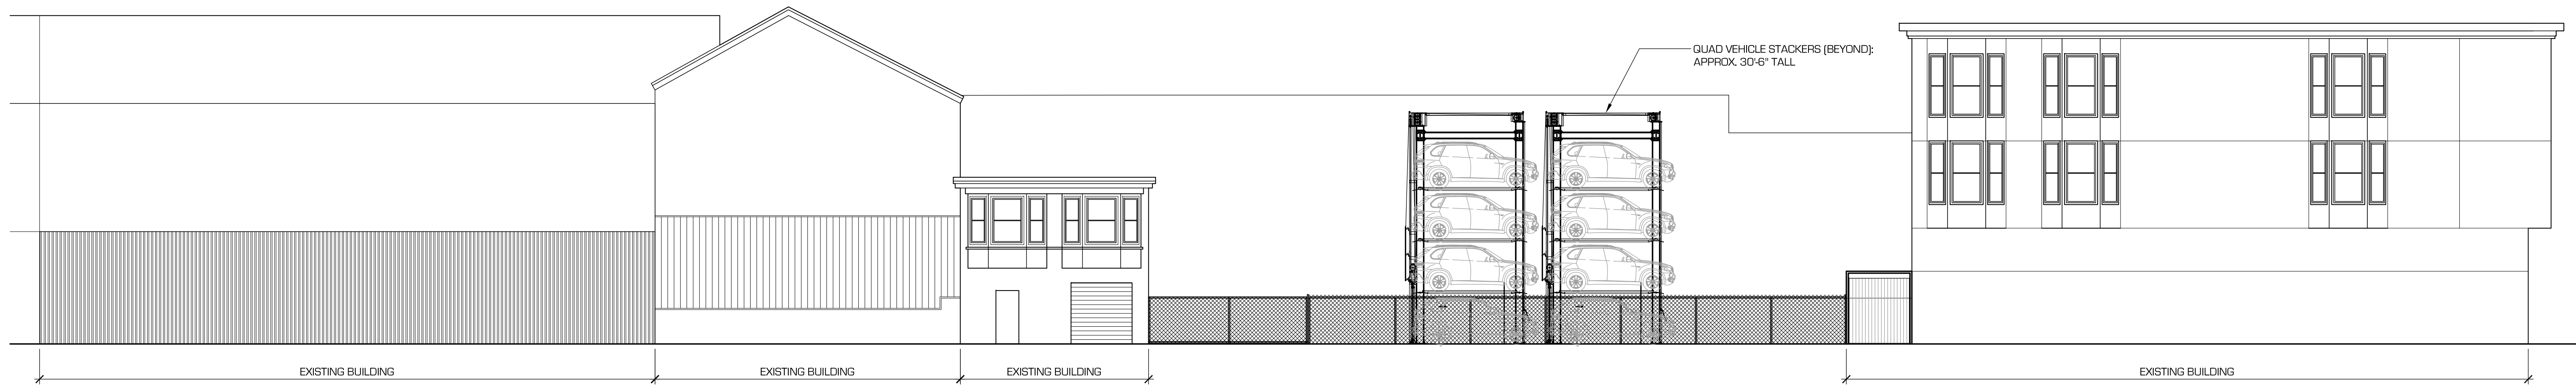 QUAD VEHICLE STACKERS (BEYOND):
APPROX. 30'-6" TALL
EXISTING BUILDING
EXISTING BUILDING
EXISTING BUILDING
EXISTING BUILDING